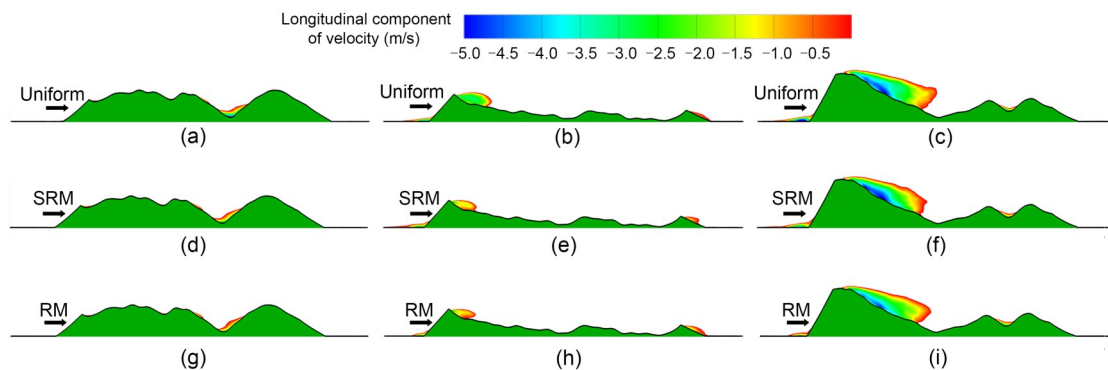 Longitudinal component
of velocity (m/s)
−5.0 −4.5 −4.0 −3.5 −3.0 −2.5 −2.0 −1.5 −1.0 −0.5
Uniform Uniform Uniform
(a) (b) (c)
SRM SRM SRM
(d) (e) (f)
RM RM RM
(g) (h) (i)